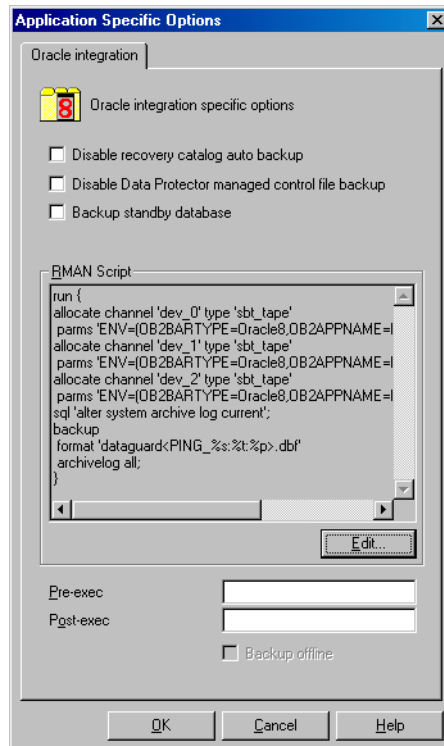 Application Specific Options
Oracle integration
8
Oracle integration specific options
Disable recovery catalog auto backup
Disable Data Protector managed control file backup
Backup standby database
RMAN Script
run {
allocate channel 'dev_0' type 'sbt_tape'
parms 'ENV=(OB2BARTYPE=Oracle8,OB2APPNAME=
allocate channel 'dev_1' type 'sbt_tape'
parms 'ENV=(OB2BARTYPE=Oracle8,OB2APPNAME=
allocate channel 'dev_2' type 'sbt_tape'
parms 'ENV=(OB2BARTYPE=Oracle8,OB2APPNAME=
sql 'alter system archive log current';
backup
format 'dataguard<PING_%s:%t:%p>.dbf'
archivelog all;
}
Edit...
Pre-exec
Post-exec
Backup offline
OK Cancel Help